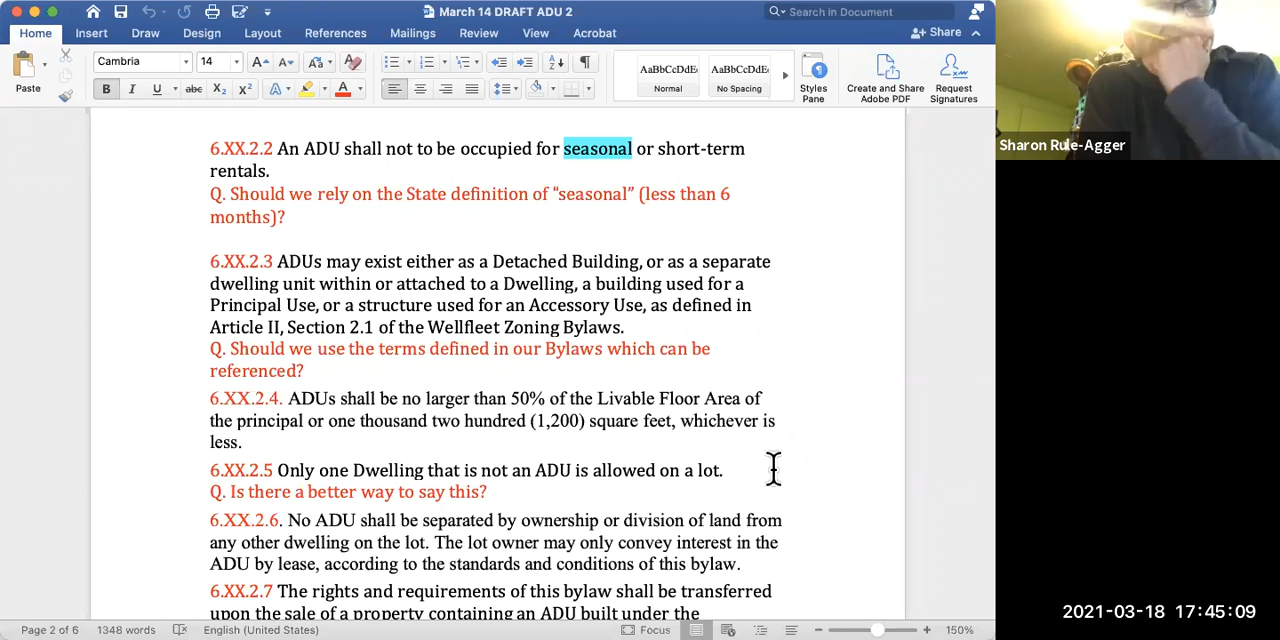 March 14 DRAFT ADU 2
Search in Document
Home Insert Draw Design Layout References Mailings Review View Acrobat
Share
Paste
Cambria 14
B I U abc X2 X2
AaBbCcDdE AaBbCcDdE
Normal No Spacing
Styles Pane
Create and Share Adobe PDF
Request Signatures
6.XX.2.2 An ADU shall not to be occupied for seasonal or short-term
rentals.
Q. Should we rely on the State definition of “seasonal” (less than 6
months)?
6.XX.2.3 ADUs may exist either as a Detached Building, or as a separate
dwelling unit within or attached to a Dwelling, a building used for a
Principal Use, or a structure used for an Accessory Use, as defined in
Article II, Section 2.1 of the Wellfleet Zoning Bylaws.
Q. Should we use the terms defined in our Bylaws which can be
referenced?
6.XX.2.4. ADUs shall be no larger than 50% of the Livable Floor Area of
the principal or one thousand two hundred (1,200) square feet, whichever is
less.
6.XX.2.5 Only one Dwelling that is not an ADU is allowed on a lot.
Q. Is there a better way to say this?
6.XX.2.6. No ADU shall be separated by ownership or division of land from
any other dwelling on the lot. The lot owner may only convey interest in the
ADU by lease, according to the standards and conditions of this bylaw.
6.XX.2.7 The rights and requirements of this bylaw shall be transferred
upon the sale of a property containing an ADU built under the
Page 2 of 6 1348 words English (United States) Focus 150%
Sharon Rule-Agger
2021-03-18 17:45:09